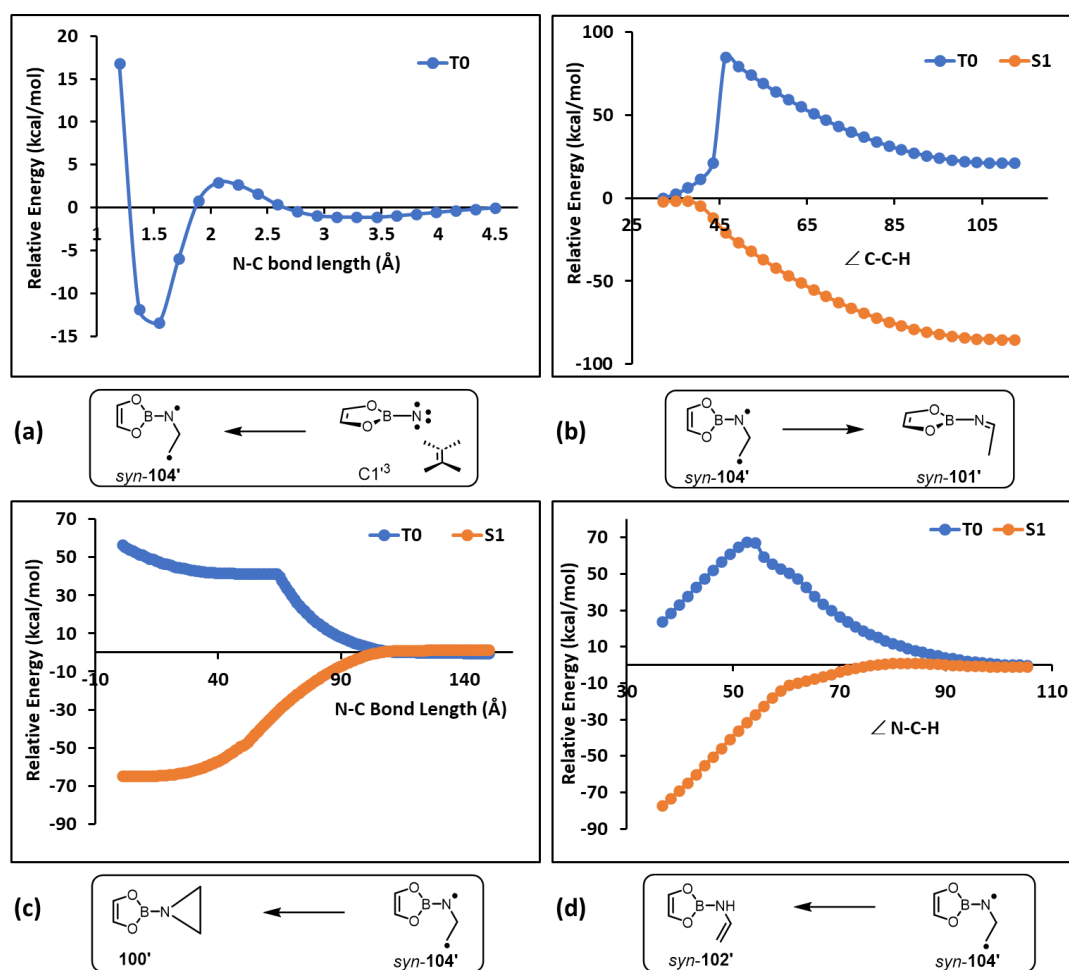 T0
Relative Energy (kcal/mol)
20
15
10
5
0
-5
-10
-15
1 1.5 2 2.5 3 3.5 4 4.5
N-C bond length (Å)
T0 S1
Relative Energy (kcal/mol)
100
50
0
-50
-100
25 45 65 85 105
∠ C-C-H
(a)
O
B-N
O
syn-104'
O
B-N
O
C1'³
(b)
O
B-N
O
syn-104'
O
B-N
O
syn-101'
T0 S1
Relative Energy (kcal/mol)
70
50
30
10
-10
-30
-50
-70
-90
-10 40 90 140
N-C Bond Length (Å)
T0 S1
Relative Energy (kcal/mol)
70
50
30
10
-10
-30
-50
-70
-90
30 50 70 90 110
∠ N-C-H
(c)
O
B-N
O
100'
O
B-N
O
syn-104'
(d)
O
B-NH
O
syn-102'
O
B-N
O
syn-104'